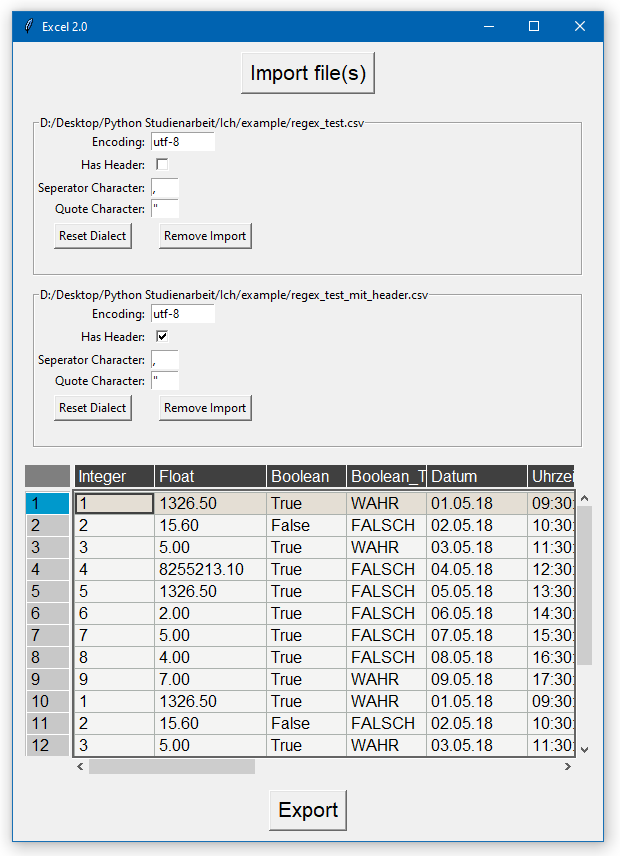 Excel 2.0
Import file(s)
D:/Desktop/Python Studienarbeit/Ich/example/regex_test.csv
Encoding: utf-8
Has Header:
Seperator Character: ,
Quote Character: "
Reset Dialect Remove Import
D:/Desktop/Python Studienarbeit/Ich/example/regex_test_mit_header.csv
Encoding: utf-8
Has Header:
Seperator Character: ,
Quote Character: "
Reset Dialect Remove Import
Integer Float Boolean Boolean_T Datum Uhrzei
1 1 1326.50 True WAHR 01.05.18 09:30:
2 2 15.60 False FALSCH 02.05.18 10:30:
3 3 5.00 True WAHR 03.05.18 11:30:
4 4 8255213.10 True FALSCH 04.05.18 12:30:
5 5 1326.50 True FALSCH 05.05.18 13:30:
6 6 2.00 True FALSCH 06.05.18 14:30:
7 7 5.00 True FALSCH 07.05.18 15:30:
8 8 4.00 True FALSCH 08.05.18 16:30:
9 9 7.00 True WAHR 09.05.18 17:30:
10 1 1326.50 True WAHR 01.05.18 09:30:
11 2 15.60 False FALSCH 02.05.18 10:30:
12 3 5.00 True WAHR 03.05.18 11:30:
Export